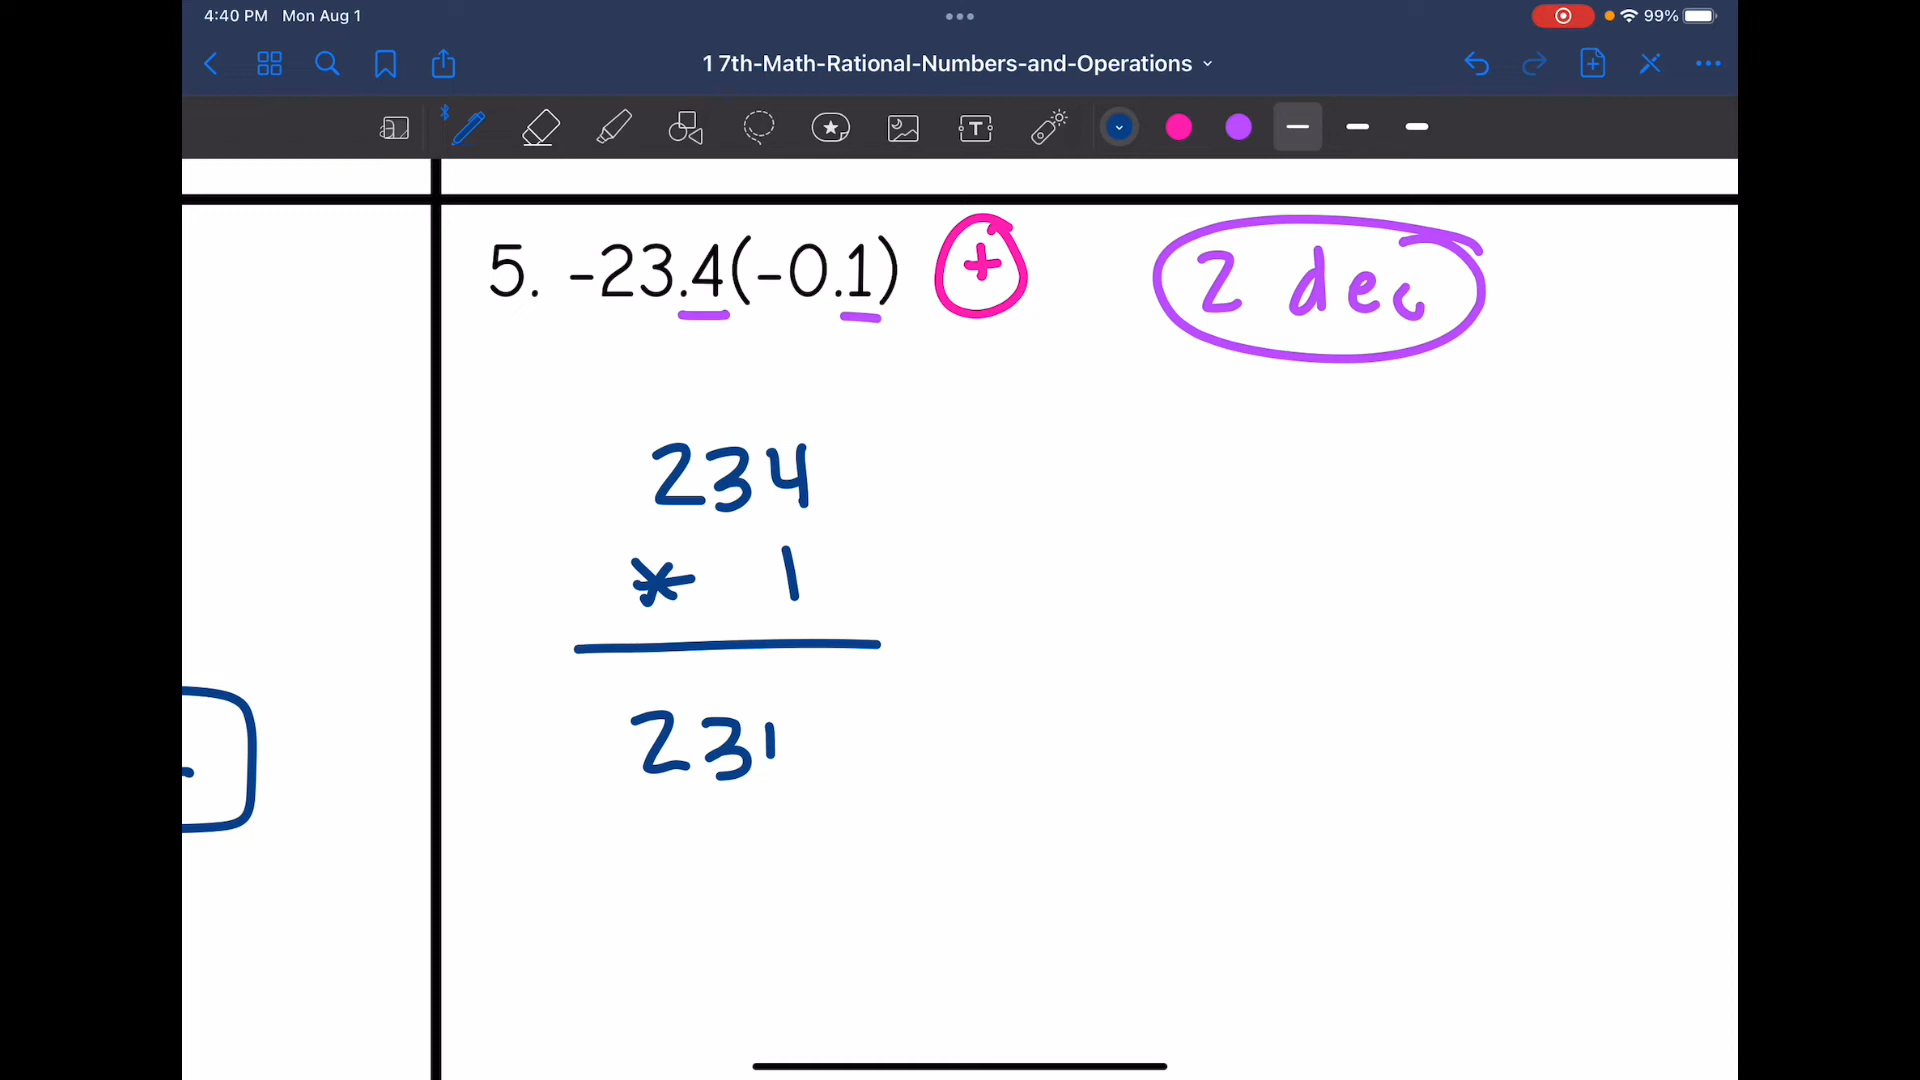 4:40 PM Mon Aug 1
99%
1 7th-Math-Rational-Numbers-and-Operations
T
5. -23.4(-0.1) + 2 dec
234
* 1
23